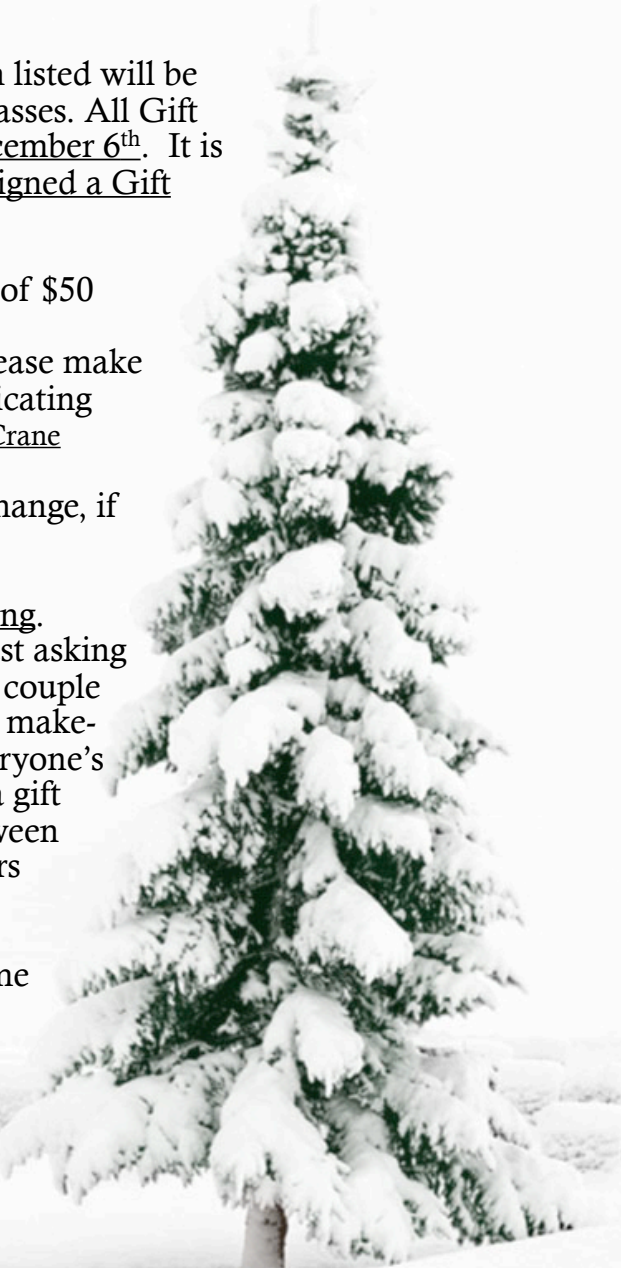 listed will be
asses. All Gift
cember 6th. It is
igned a Gift
of $50
ease make
icating
Crane
hange, if
ng.
st asking
couple
make-
ryone's
gift
ween
rs
ne